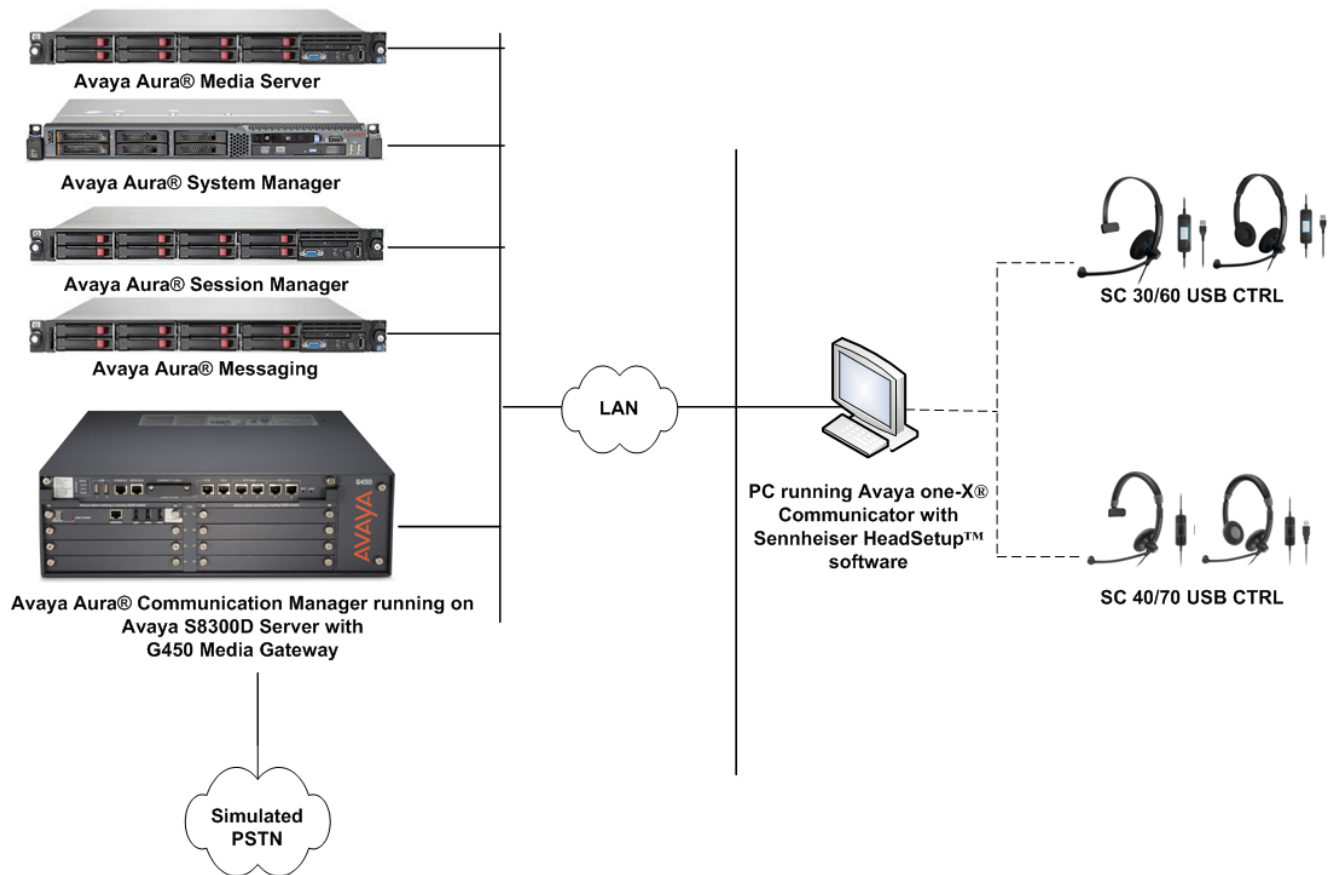 Avaya Aura® Media Server
Avaya Aura® System Manager
Avaya Aura® Session Manager
Avaya Aura® Messaging
G450
AVAYA
Avaya Aura® Communication Manager running on
Avaya S8300D Server with
G450 Media Gateway
Simulated
PSTN
LAN
PC running Avaya one-X®
Communicator with
Sennheiser HeadSetup™
software
SC 30/60 USB CTRL
SC 40/70 USB CTRL